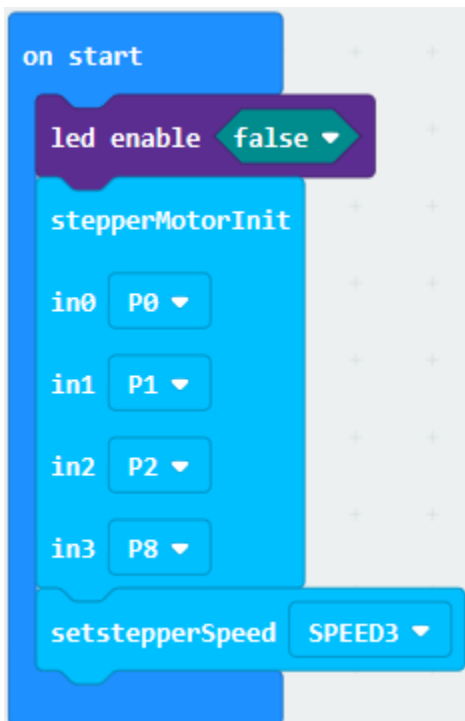 on start
led enable false
stepperMotorInit
in0 P0
in1 P1
in2 P2
in3 P8
setstepperSpeed SPEED3